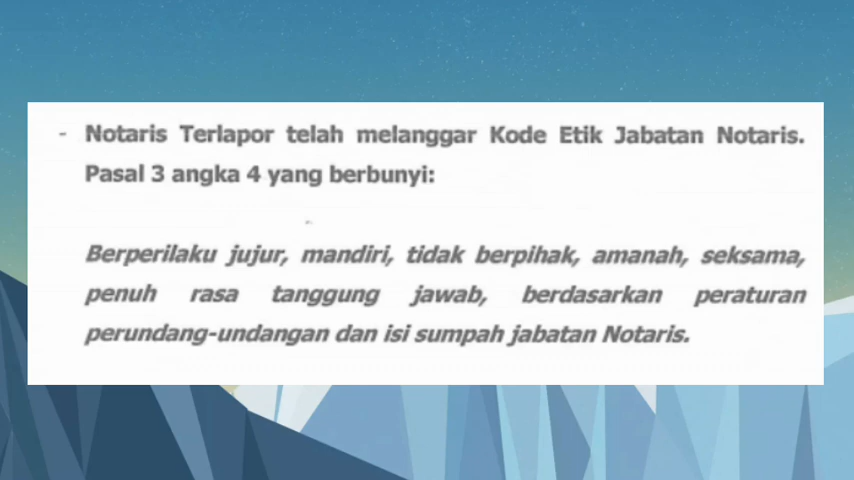 - Notaris Terlapor telah melanggar Kode Etik Jabatan Notaris.
Pasal 3 angka 4 yang berbunyi:
Berperilaku jujur, mandiri, tidak berpihak, amanah, seksama,
penuh rasa tanggung jawab, berdasarkan peraturan
perundang-undangan dan isi sumpah jabatan Notaris.